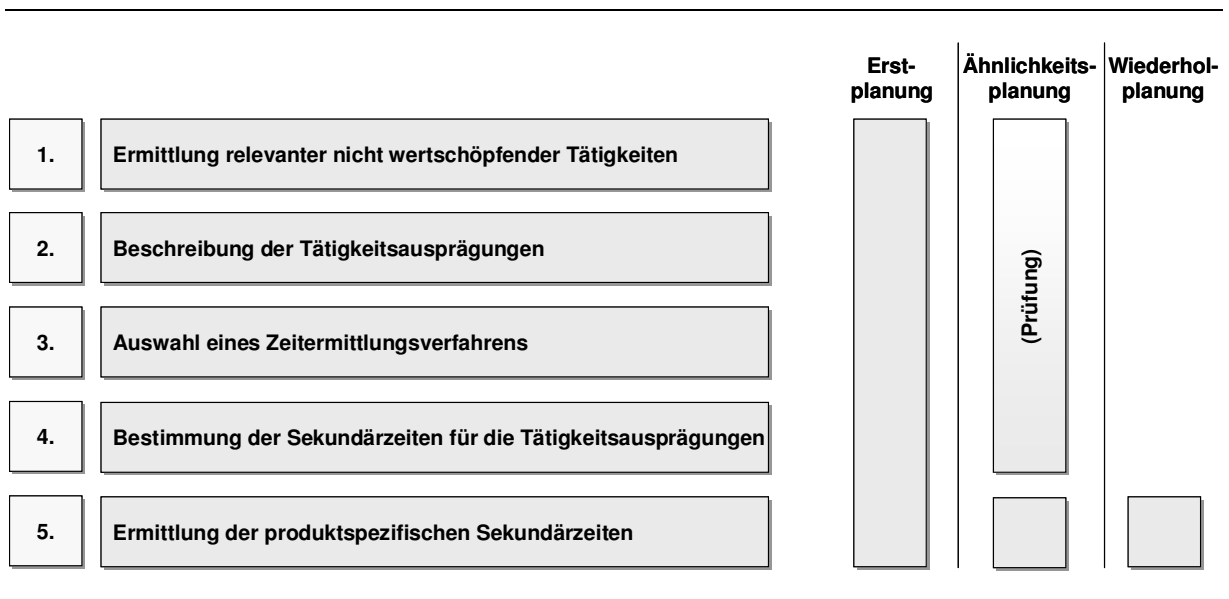 Erst-
planung
Ähnlichkeits-
planung
Wiederhol-
planung
1. Ermittlung relevanter nicht wertschöpfender Tätigkeiten
2. Beschreibung der Tätigkeitsausprägungen
(Prüfung)
3. Auswahl eines Zeitermittlungsverfahrens
4. Bestimmung der Sekundärzeiten für die Tätigkeitsausprägungen
5. Ermittlung der produktspezifischen Sekundärzeiten